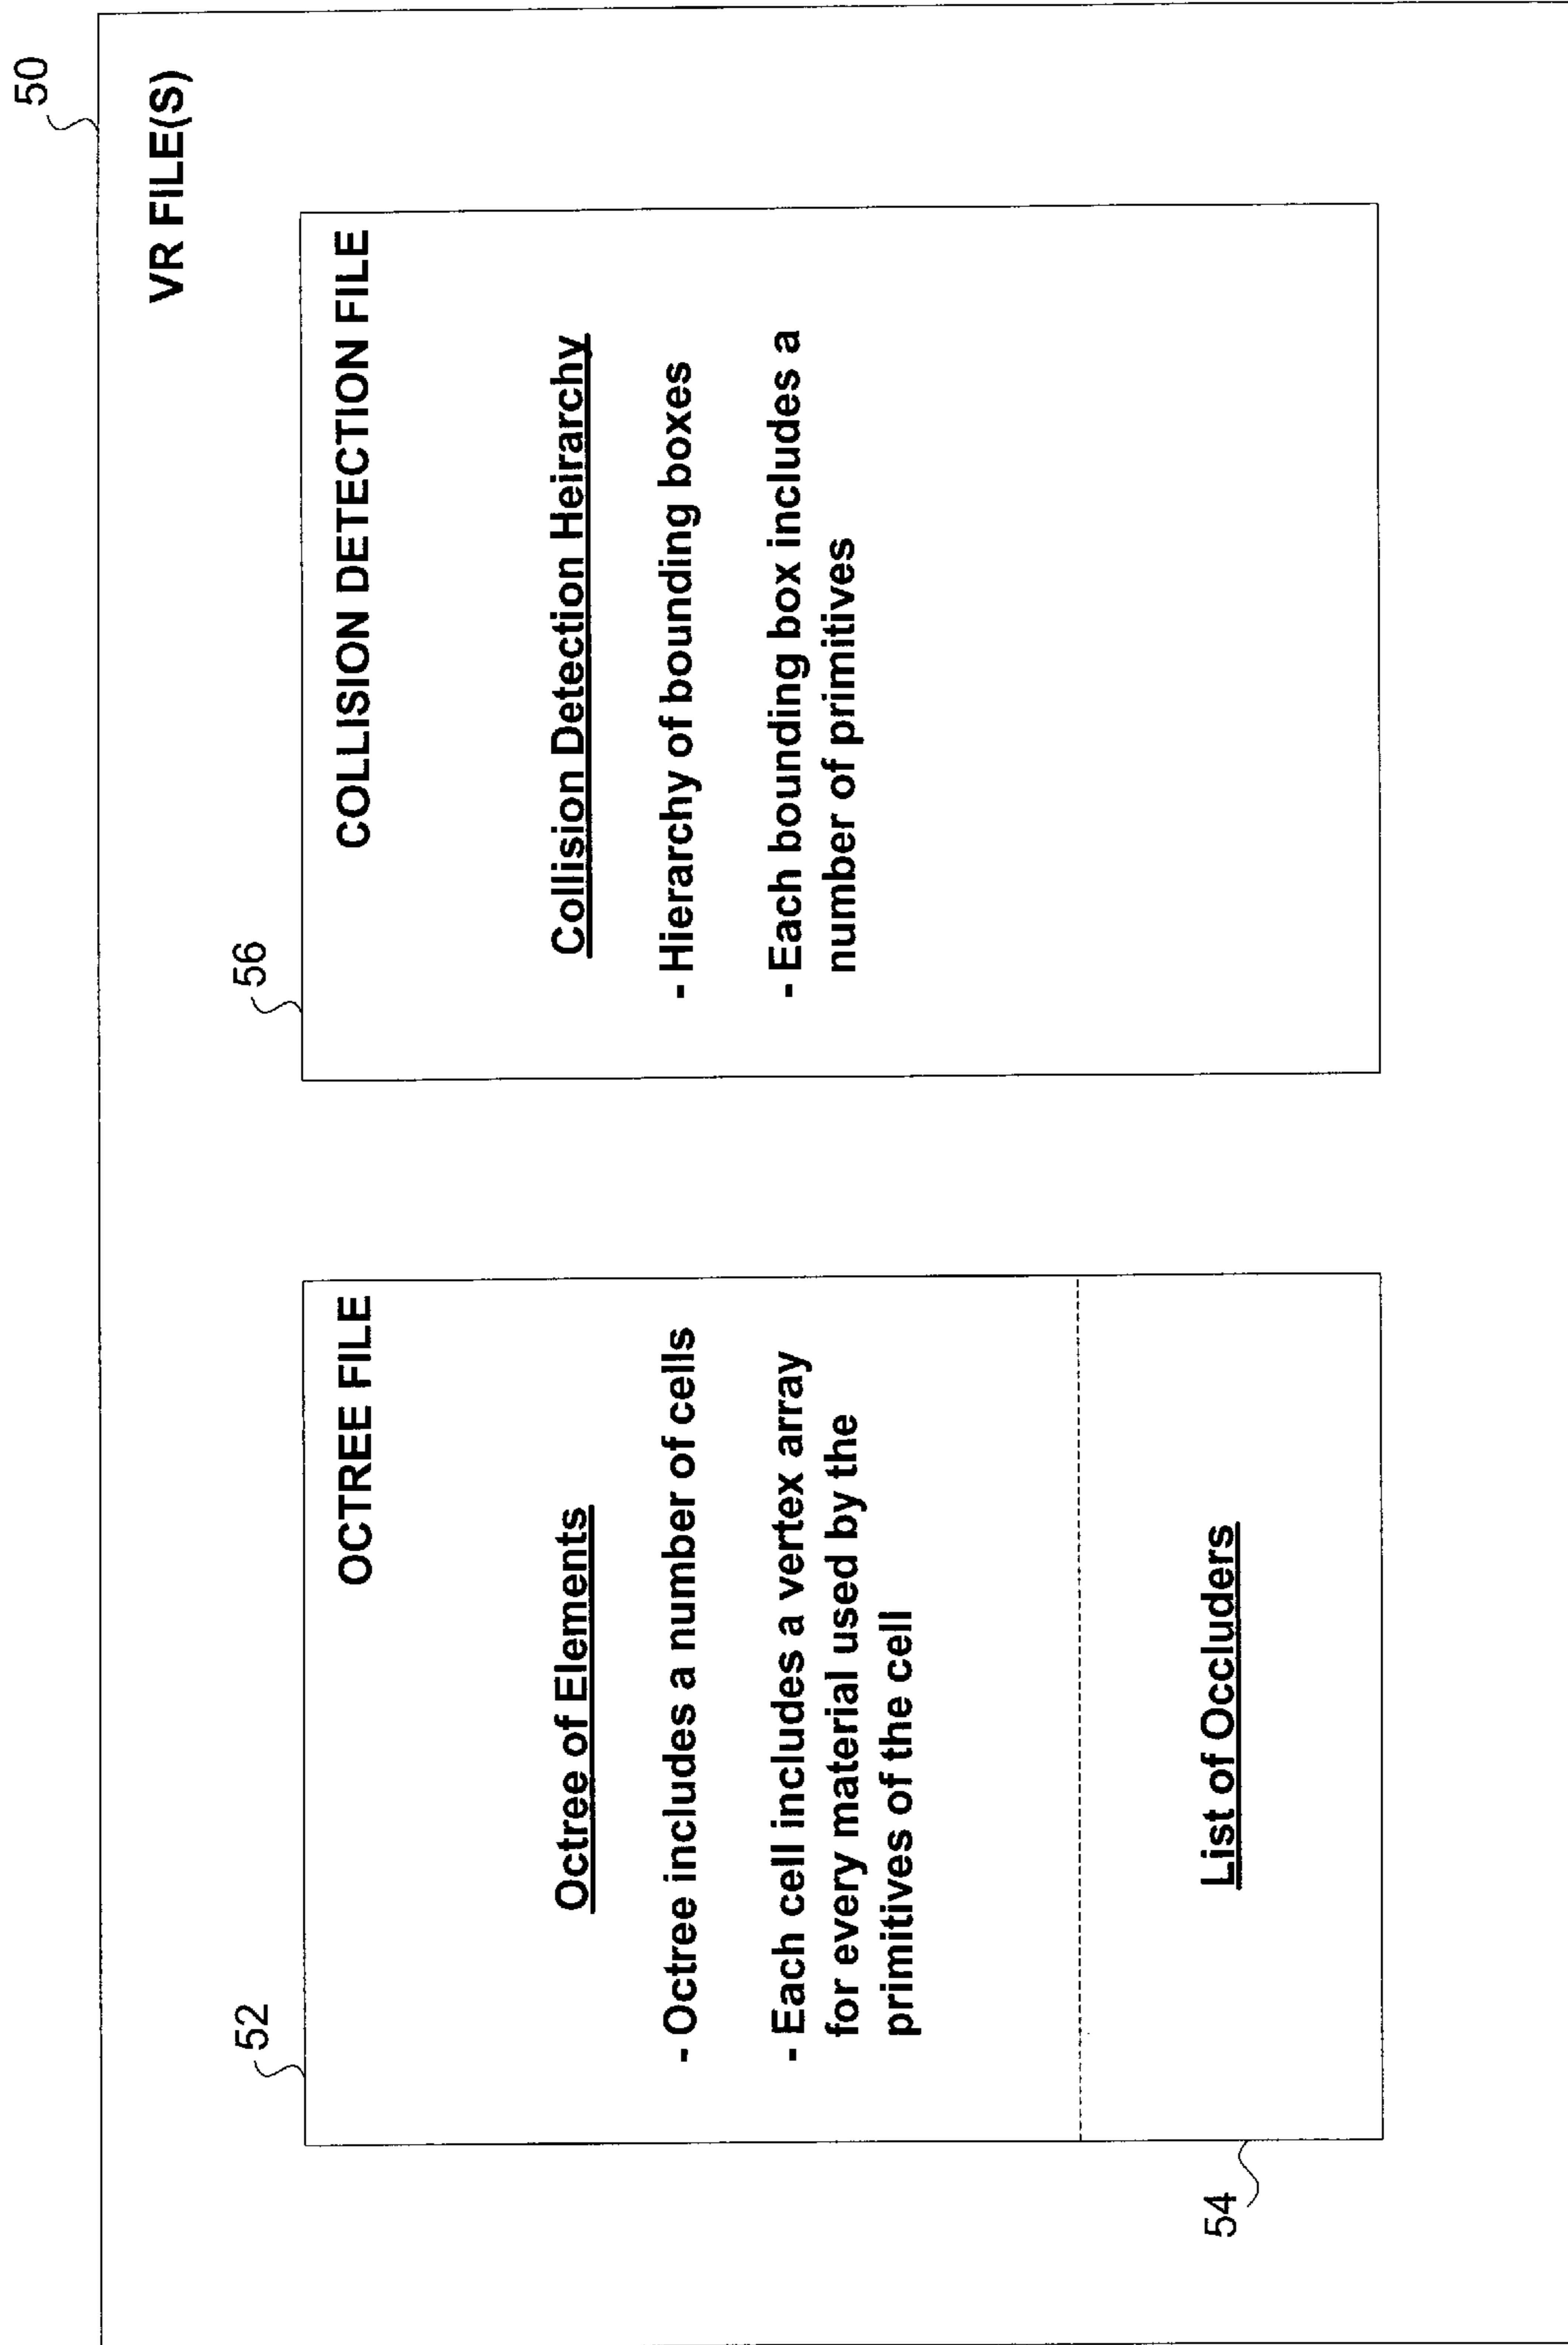 50
VR FILE(S)
52
OCTREE FILE
Octree of Elements
- Octree includes a number of cells
- Each cell includes a vertex array
for every material used by the
primitives of the cell
54
List of Occluders
56
COLLISION DETECTION FILE
Collision Detection Heirarchy
- Hierarchy of bounding boxes
- Each bounding box includes a
number of primitives